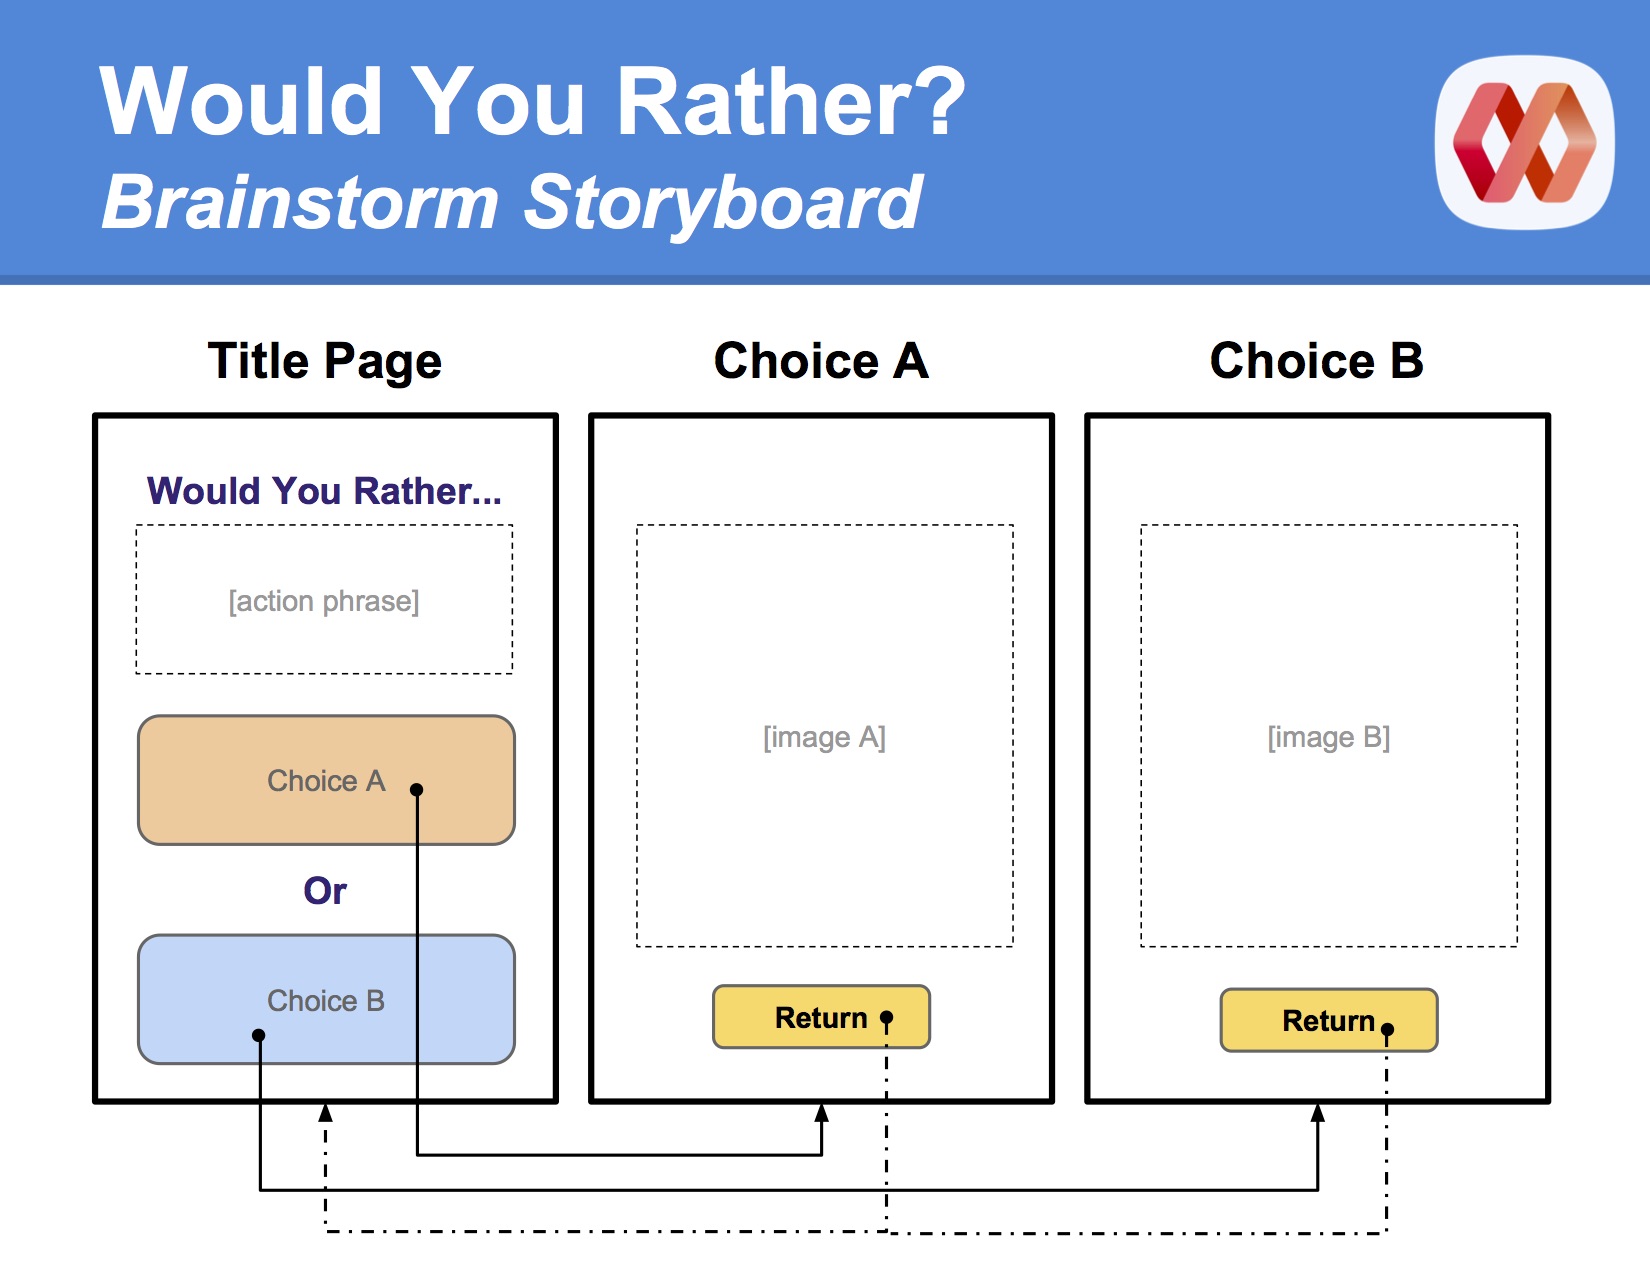 Would You Rather?
Brainstorm Storyboard
Title Page
Would You Rather...
[action phrase]
Choice A
Or
Choice B
Choice A
[image A]
Return
Choice B
[image B]
Return